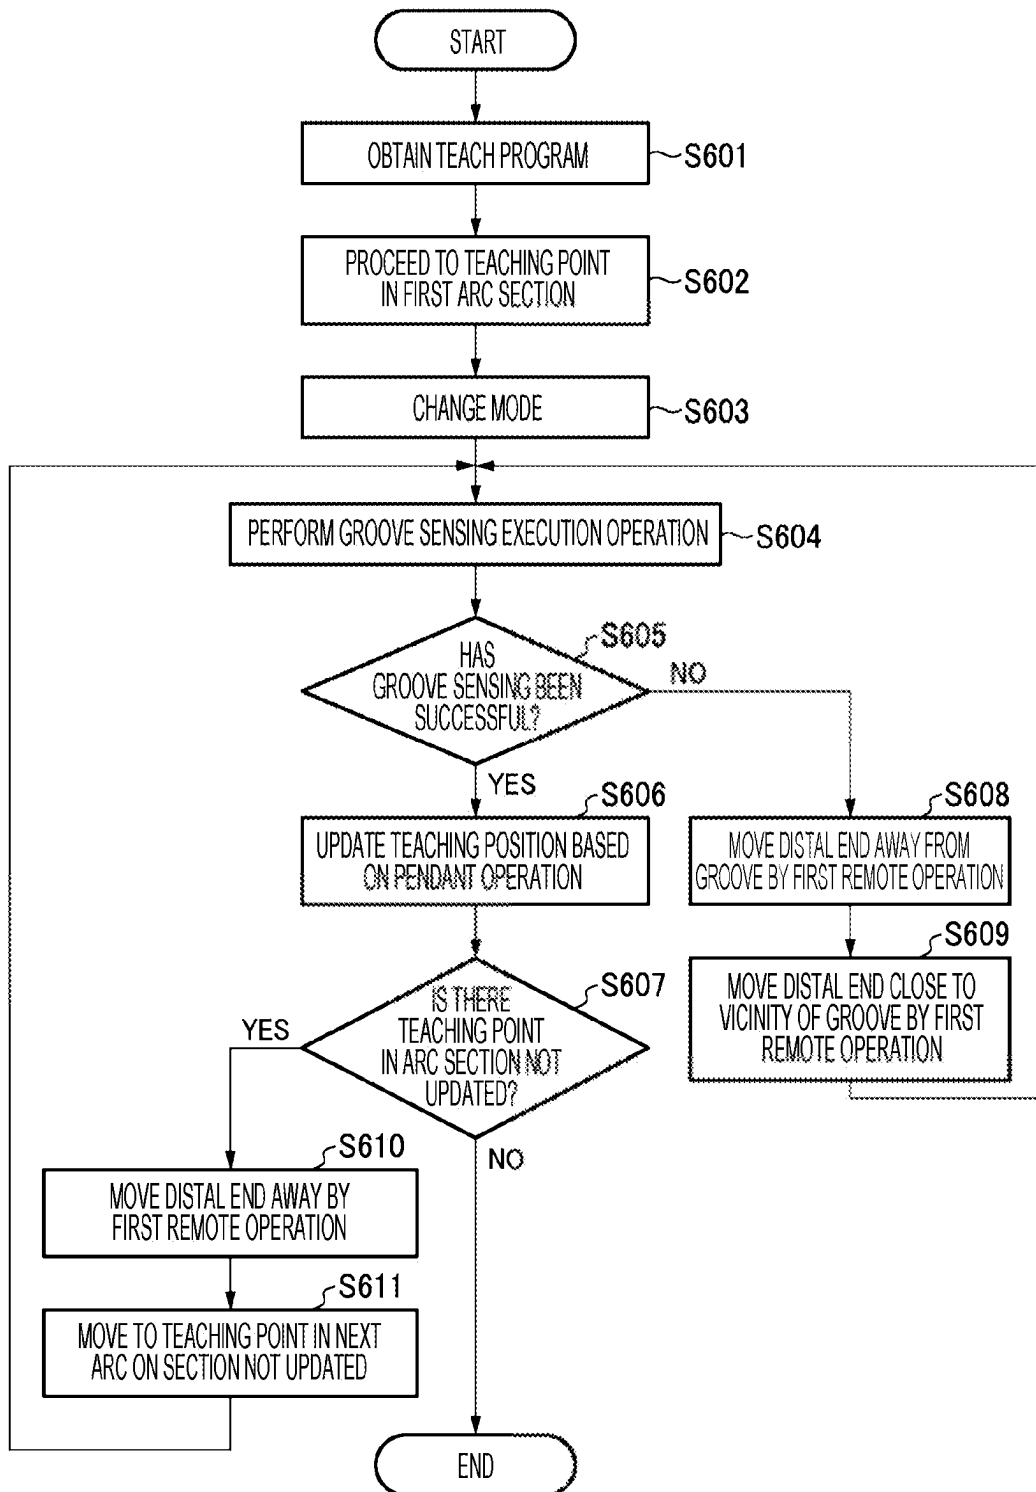 START
OBTAIN TEACH PROGRAM
S601
PROCEED TO TEACHING POINT
IN FIRST ARC SECTION
S602
CHANGE MODE
S603
PERFORM GROOVE SENSING EXECUTION OPERATION
S604
S605
HAS
GROOVE SENSING BEEN
SUCCESSFUL?
NO
YES
S606
UPDATE TEACHING POSITION BASED
ON PENDANT OPERATION
S608
MOVE DISTAL END AWAY FROM
GROOVE BY FIRST REMOTE OPERATION
S609
MOVE DISTAL END CLOSE TO
VICINITY OF GROOVE BY FIRST
REMOTE OPERATION
S607
IS THERE
TEACHING POINT
IN ARC SECTION NOT
UPDATED?
YES
NO
S610
MOVE DISTAL END AWAY BY
FIRST REMOTE OPERATION
S611
MOVE TO TEACHING POINT IN NEXT
ARC ON SECTION NOT UPDATED
END